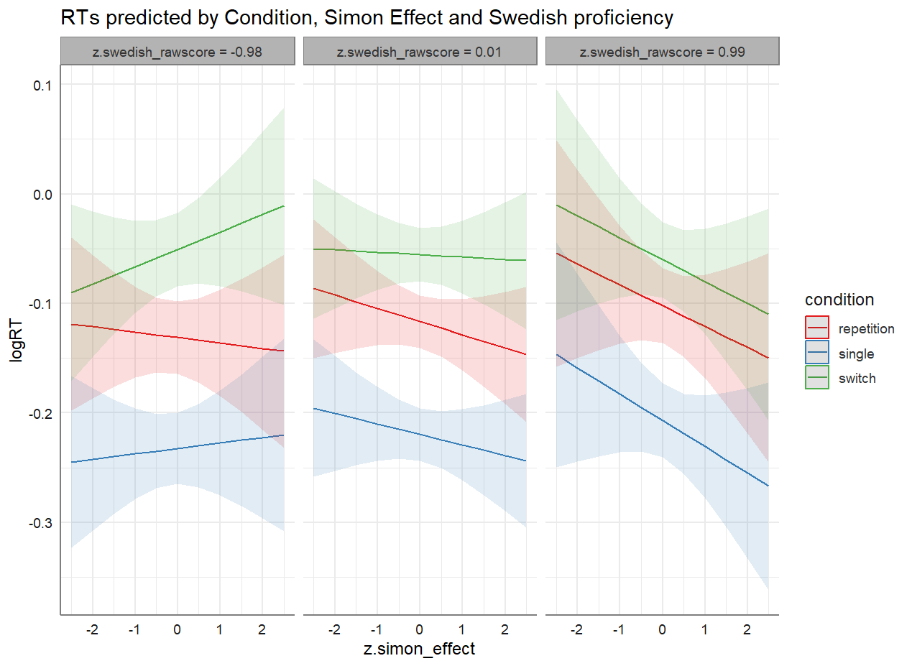 RTs predicted by Condition, Simon Effect and Swedish proficiency
z.swedish_rawscore = -0.98
z.swedish_rawscore = 0.01
z.swedish_rawscore = 0.99
0.1
0.0
-0.1
-0.2
-0.3
logRT
-2 -1 0 1 2
-2 -1 0 1 2
-2 -1 0 1 2
z.simon_effect
condition
repetition
single
switch